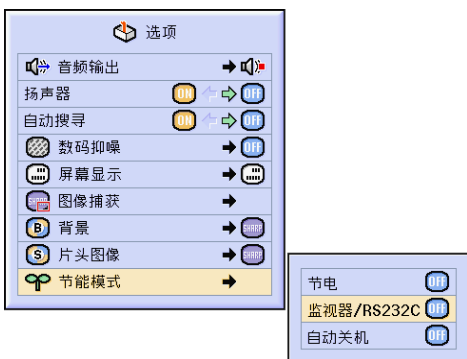 选项
音频输出
扬声器 ON OFF
自动搜寻 ON OFF
数码抑噪 OFF
屏幕显示
图像捕获
B 背景 SHARP
S 片头图像 SHARP
节能模式
节电 OFF
监视器/RS232C OFF
自动关机 OFF